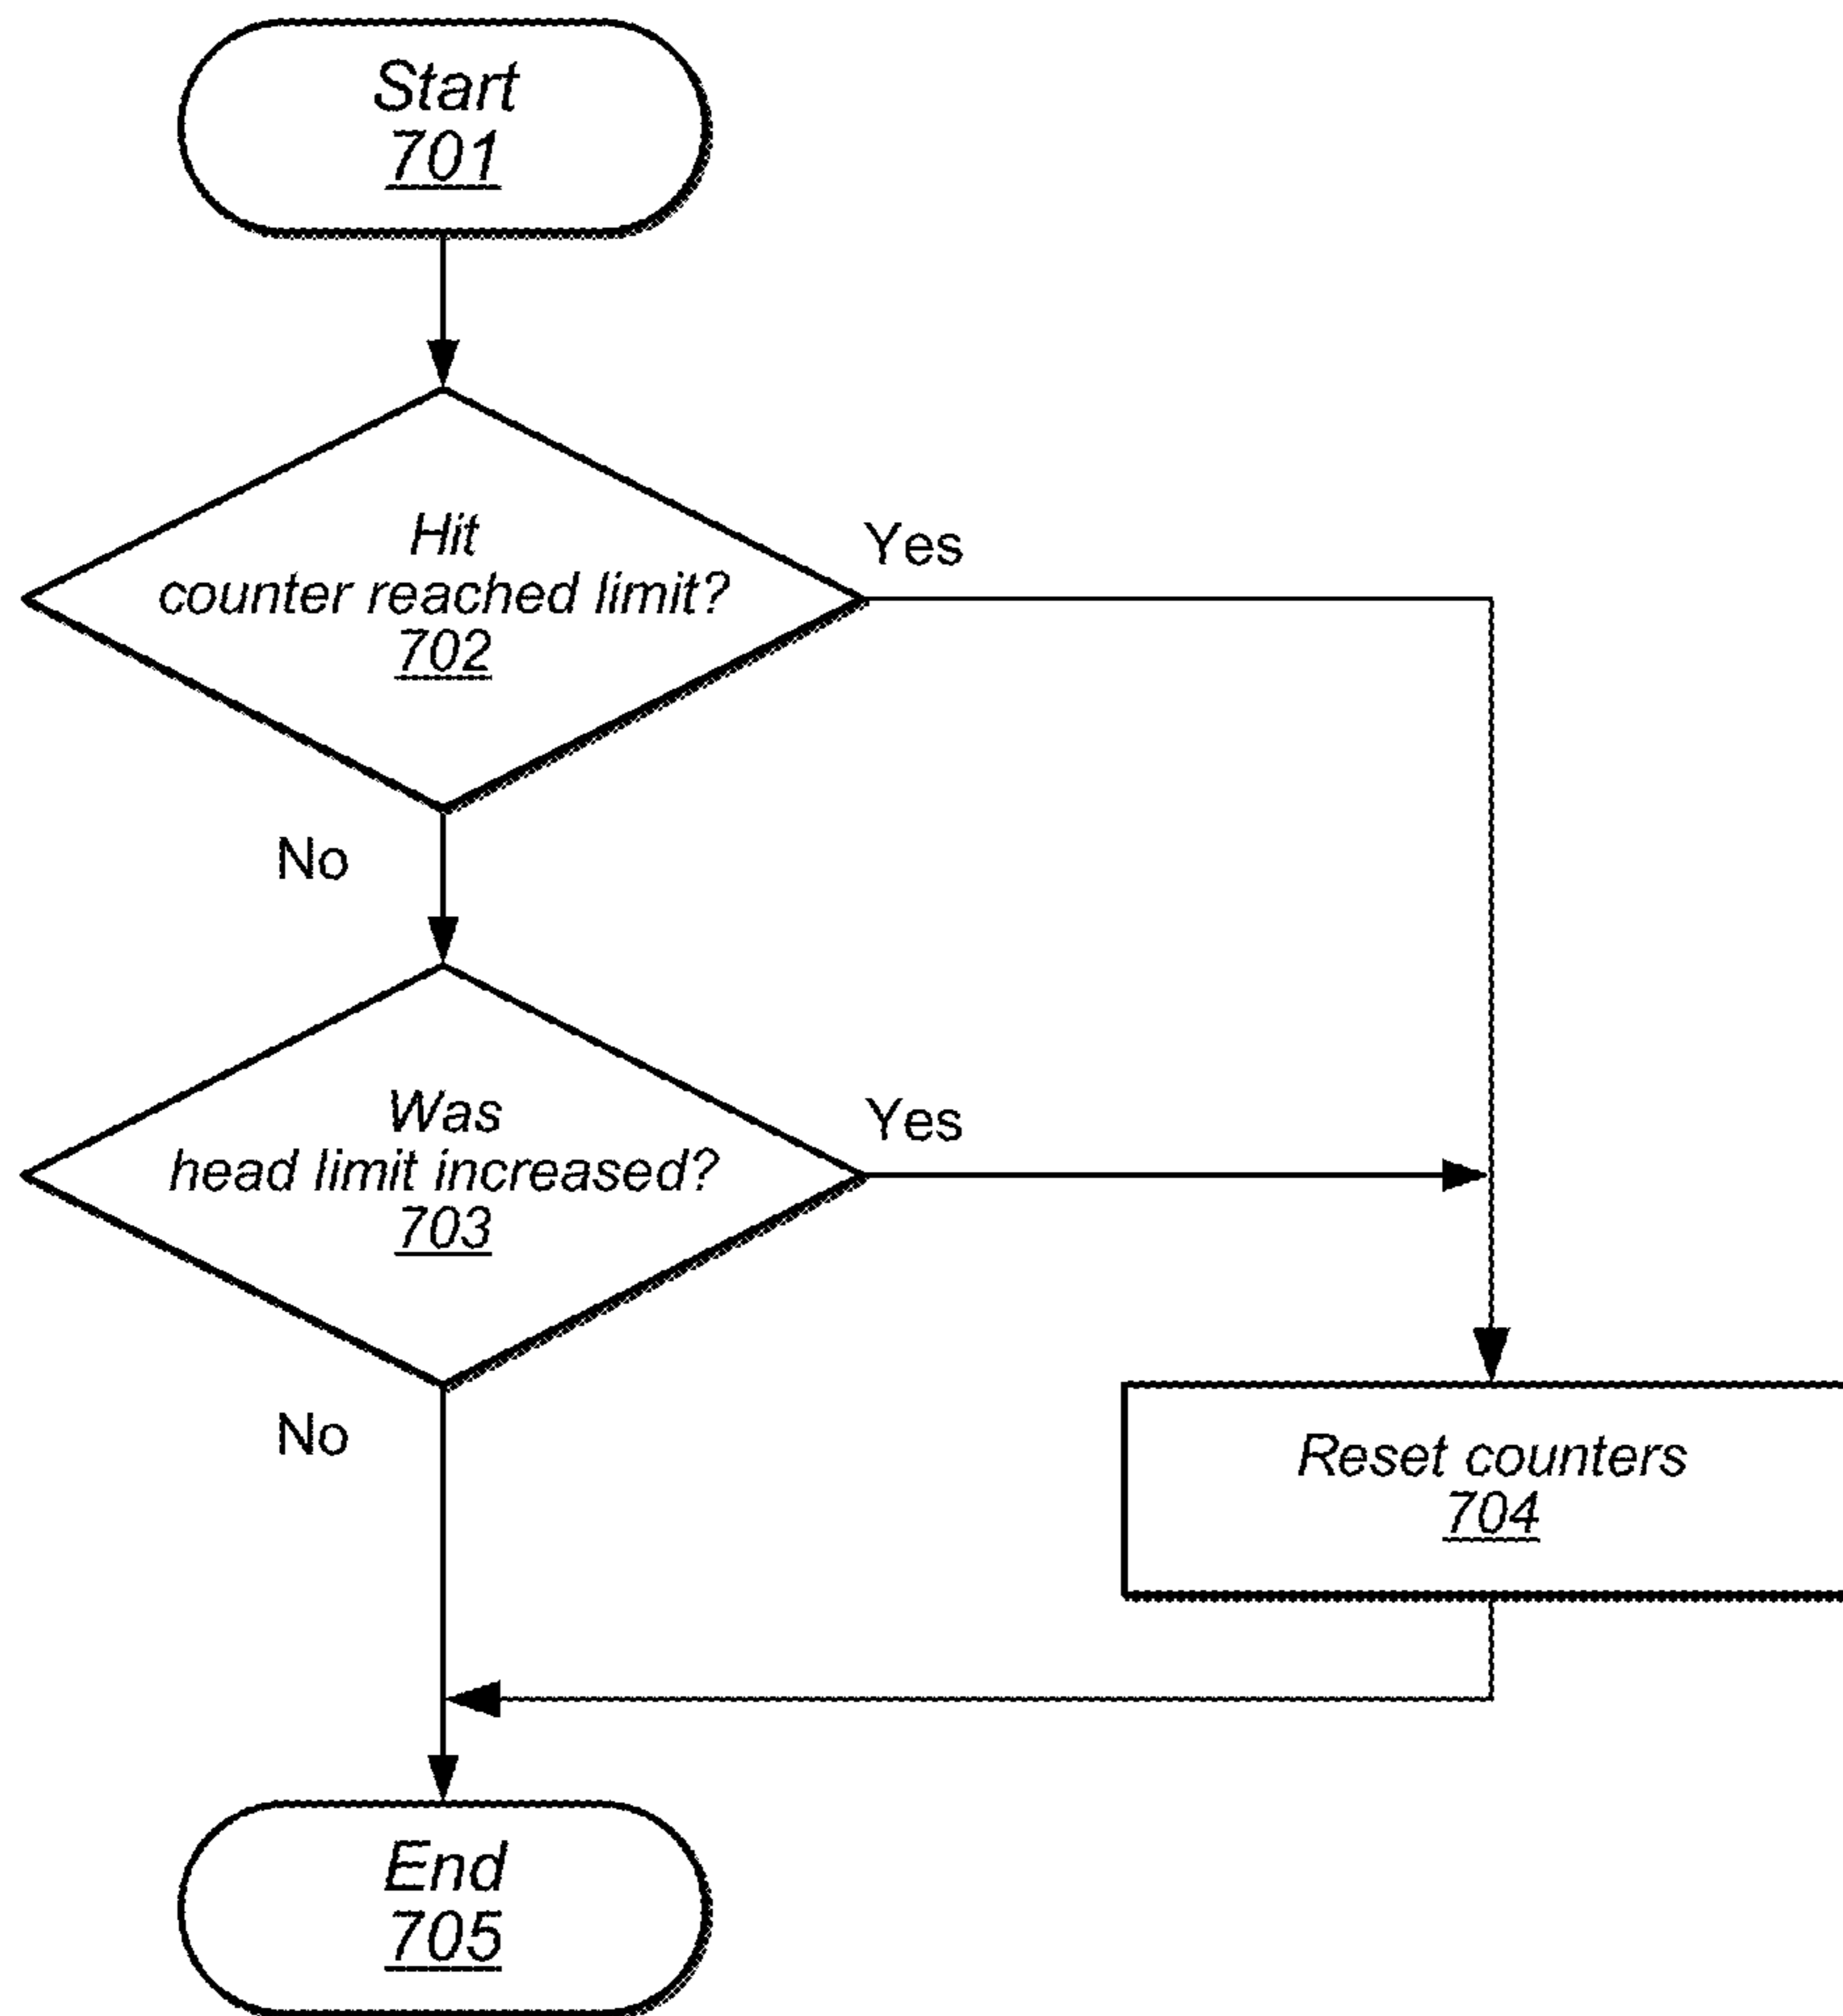 Start
701
Hit
counter reached limit?
702
Yes
No
Was
head limit increased?
703
Yes
No
Reset counters
704
End
705